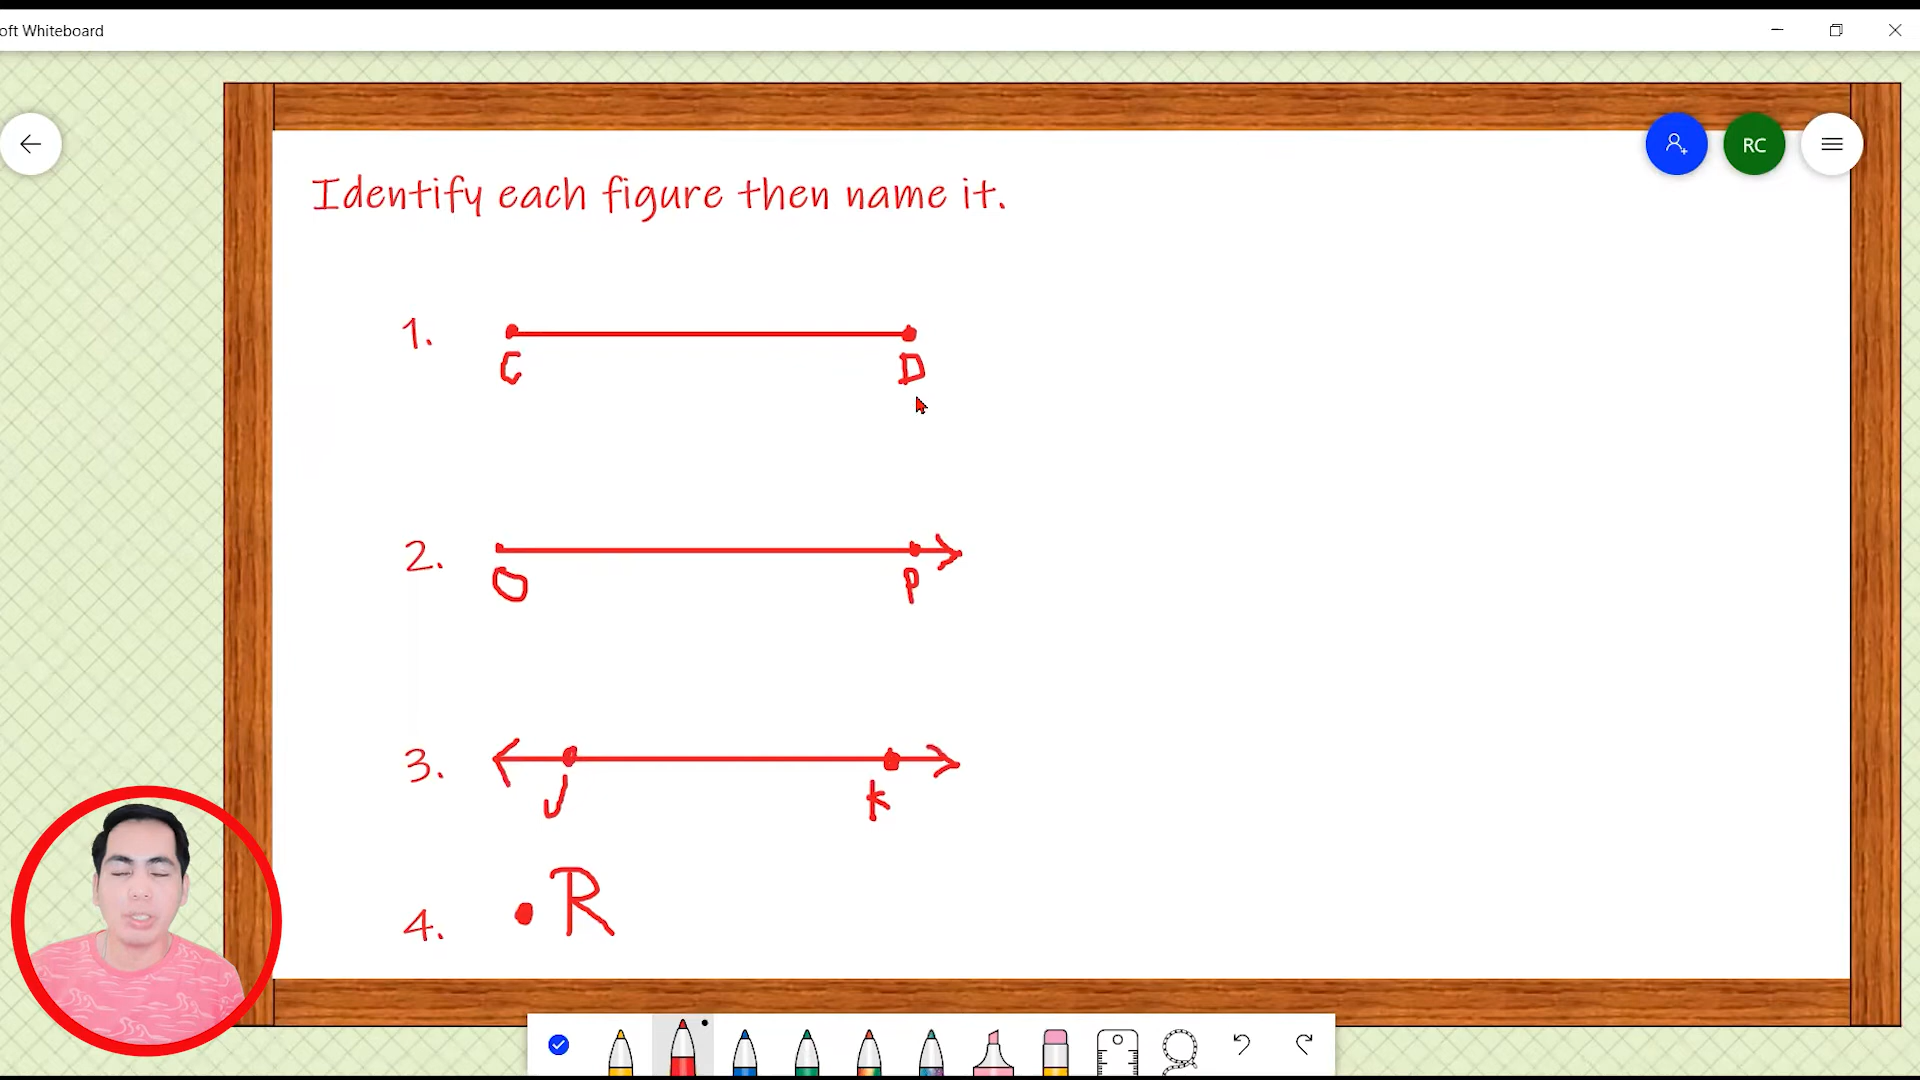 oft Whiteboard
RC
Identify each figure then name it.
1.
C D
2.
O P
3.
J K
4. R